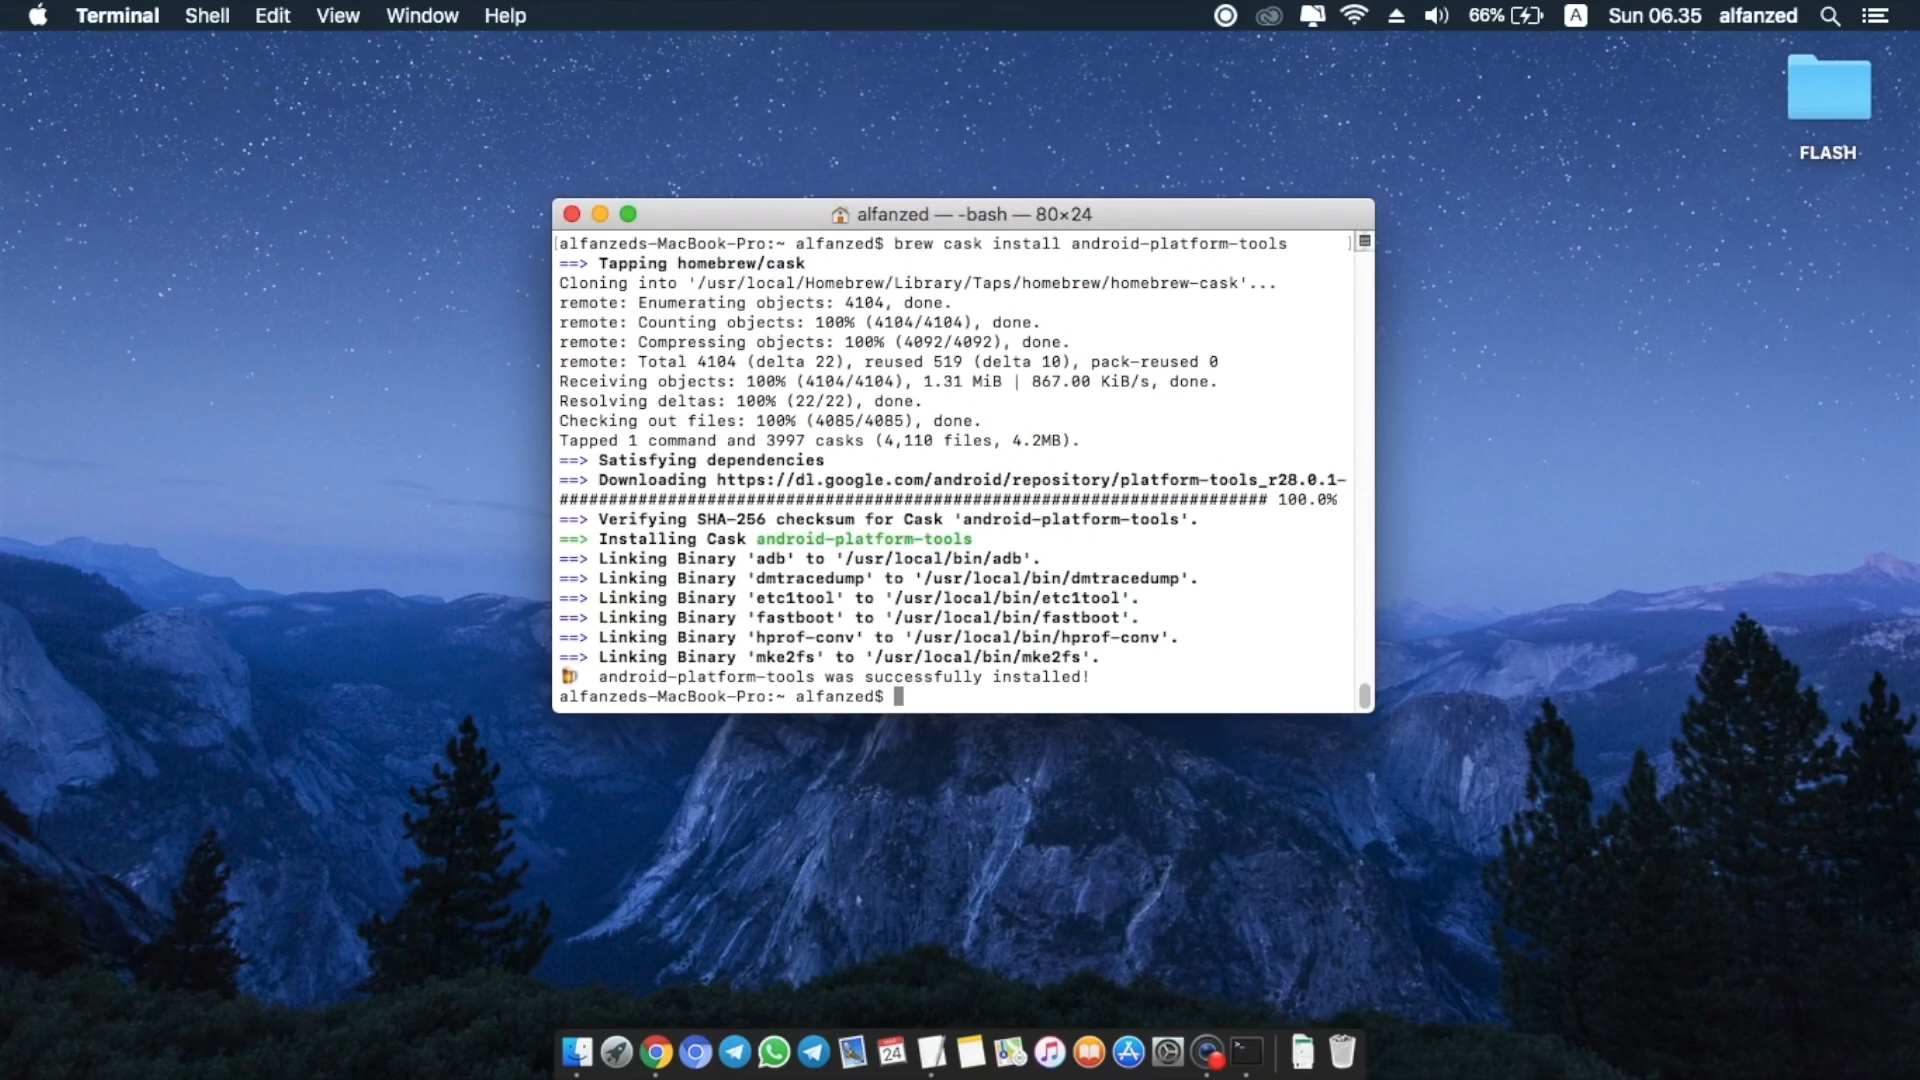 Terminal Shell Edit View Window Help 66% A Sun 06.35 alfanzed
FLASH
alfanzed — -bash — 80×24
[alfanzeds-MacBook-Pro:~ alfanzed$ brew cask install android-platform-tools ]
==> Tapping homebrew/cask
Cloning into '/usr/local/Homebrew/Library/Taps/homebrew/homebrew-cask'...
remote: Enumerating objects: 4104, done.
remote: Counting objects: 100% (4104/4104), done.
remote: Compressing objects: 100% (4092/4092), done.
remote: Total 4104 (delta 22), reused 519 (delta 10), pack-reused 0
Receiving objects: 100% (4104/4104), 1.31 MiB | 867.00 KiB/s, done.
Resolving deltas: 100% (22/22), done.
Checking out files: 100% (4085/4085), done.
Tapped 1 command and 3997 casks (4,110 files, 4.2MB).
==> Satisfying dependencies
==> Downloading https://dl.google.com/android/repository/platform-tools_r28.0.1-
######################################################################## 100.0%
==> Verifying SHA-256 checksum for Cask 'android-platform-tools'.
==> Installing Cask android-platform-tools
==> Linking Binary 'adb' to '/usr/local/bin/adb'.
==> Linking Binary 'dmtracedump' to '/usr/local/bin/dmtracedump'.
==> Linking Binary 'etc1tool' to '/usr/local/bin/etc1tool'.
==> Linking Binary 'fastboot' to '/usr/local/bin/fastboot'.
==> Linking Binary 'hprof-conv' to '/usr/local/bin/hprof-conv'.
==> Linking Binary 'mke2fs' to '/usr/local/bin/mke2fs'.
🍺  android-platform-tools was successfully installed!
alfanzeds-MacBook-Pro:~ alfanzed$
24